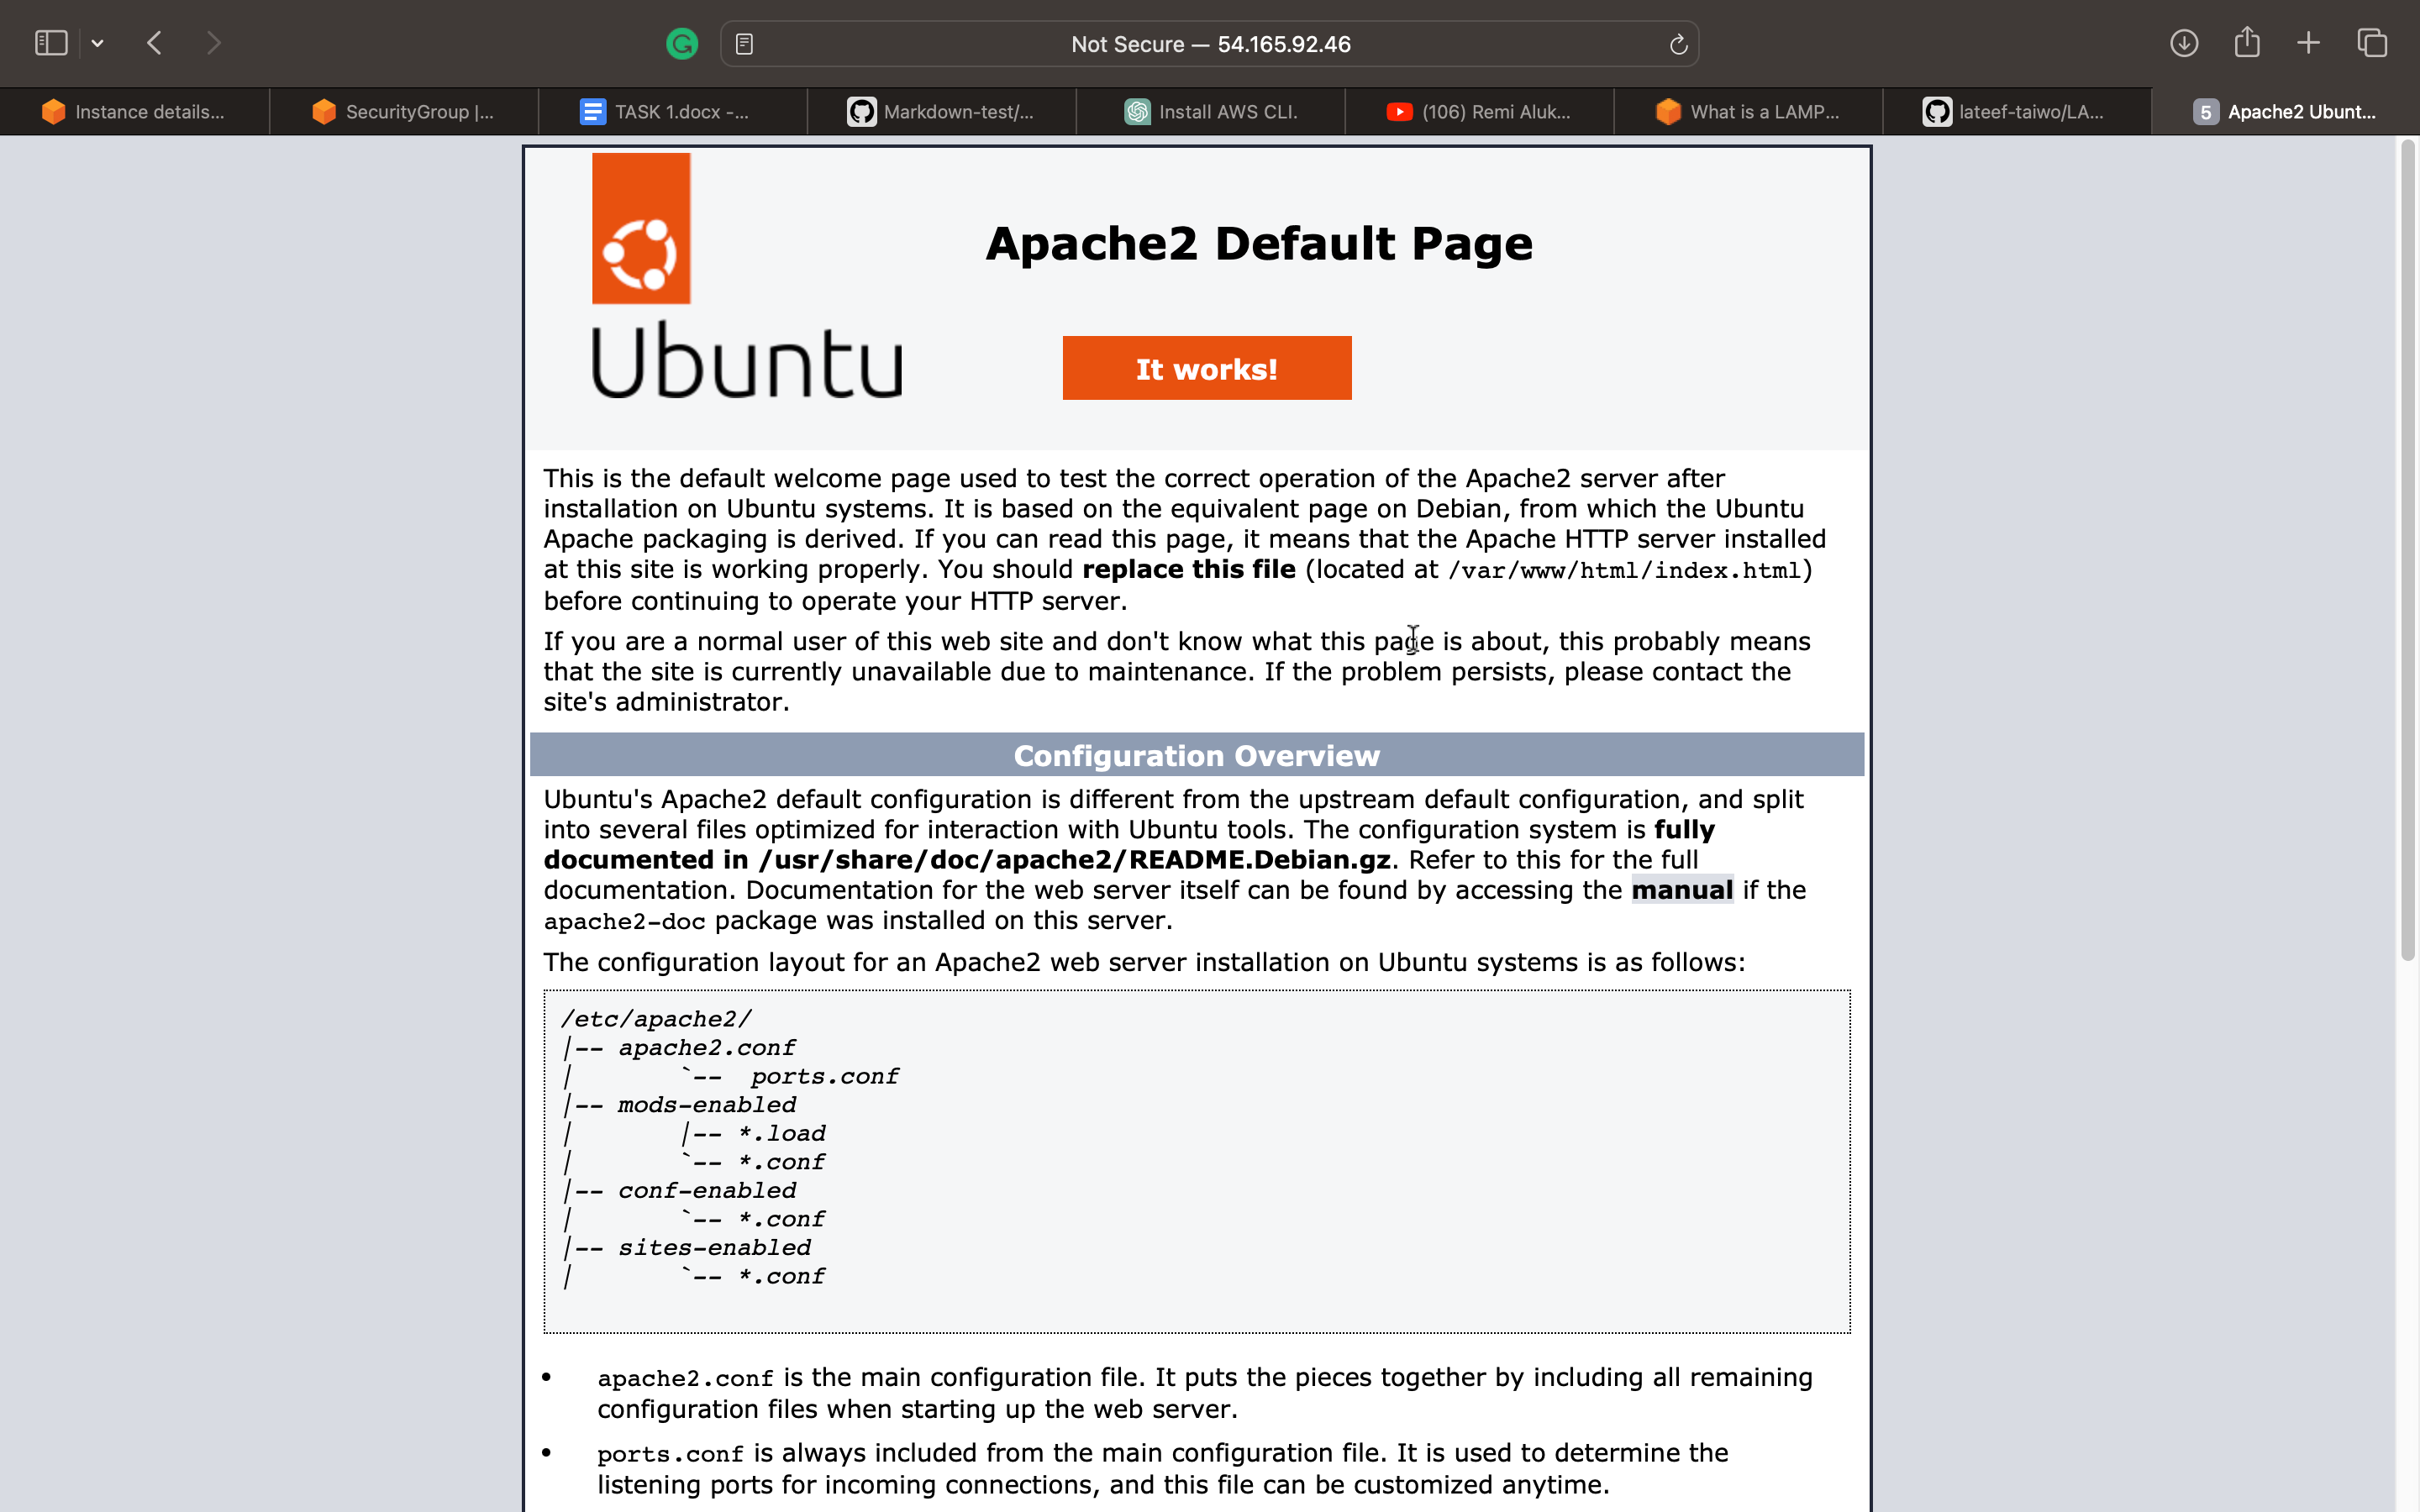 Not Secure — 54.165.92.46
Instance details...
SecurityGroup |...
TASK 1.docx -...
Markdown-test/...
Install AWS CLI.
(106) Remi Aluk...
What is a LAMP...
lateef-taiwo/LA...
5 Apache2 Ubunt...
Ubuntu
Apache2 Default Page
It works!
This is the default welcome page used to test the correct operation of the Apache2 server after
installation on Ubuntu systems. It is based on the equivalent page on Debian, from which the Ubuntu
Apache packaging is derived. If you can read this page, it means that the Apache HTTP server installed
at this site is working properly. You should replace this file (located at /var/www/html/index.html)
before continuing to operate your HTTP server.
If you are a normal user of this web site and don't know what this page is about, this probably means
that the site is currently unavailable due to maintenance. If the problem persists, please contact the
site's administrator.
Configuration Overview
Ubuntu's Apache2 default configuration is different from the upstream default configuration, and split
into several files optimized for interaction with Ubuntu tools. The configuration system is fully
documented in /usr/share/doc/apache2/README.Debian.gz. Refer to this for the full
documentation. Documentation for the web server itself can be found by accessing the manual if the
apache2-doc package was installed on this server.
The configuration layout for an Apache2 web server installation on Ubuntu systems is as follows:
/etc/apache2/
|-- apache2.conf
|       `--  ports.conf
|-- mods-enabled
|       |-- *.load
|       `-- *.conf
|-- conf-enabled
|       `-- *.conf
|-- sites-enabled
|       `-- *.conf
• apache2.conf is the main configuration file. It puts the pieces together by including all remaining
configuration files when starting up the web server.
• ports.conf is always included from the main configuration file. It is used to determine the
listening ports for incoming connections, and this file can be customized anytime.